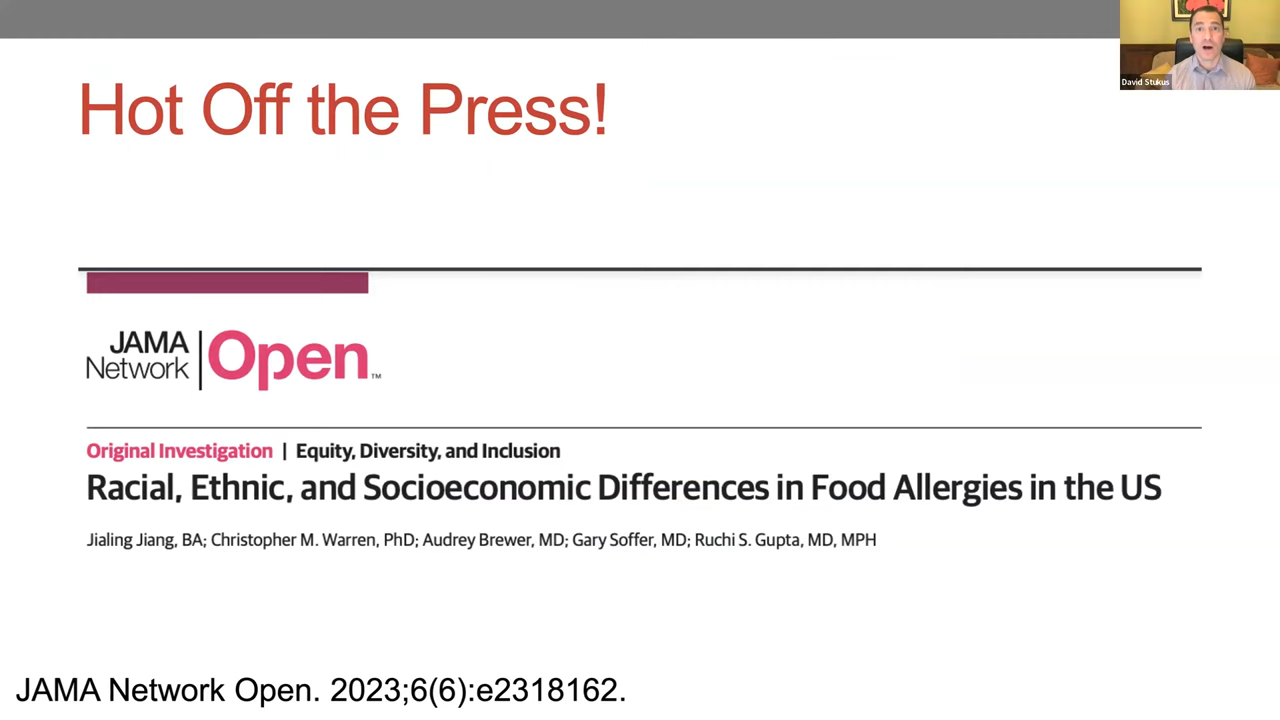 David Stukus
Hot Off the Press!
JAMA
Network
Open™
Original Investigation | Equity, Diversity, and Inclusion
Racial, Ethnic, and Socioeconomic Differences in Food Allergies in the US
Jialing Jiang, BA; Christopher M. Warren, PhD; Audrey Brewer, MD; Gary Soffer, MD; Ruchi S. Gupta, MD, MPH
JAMA Network Open. 2023;6(6):e2318162.